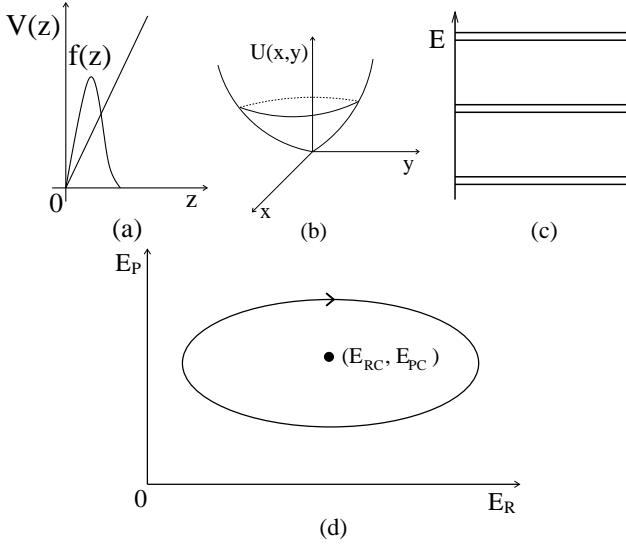 V(z)
f(z)
0
z
(a)
U(x,y)
y
x
(b)
E
(c)
E_P
(E_RC, E_PC)
0
E_R
(d)